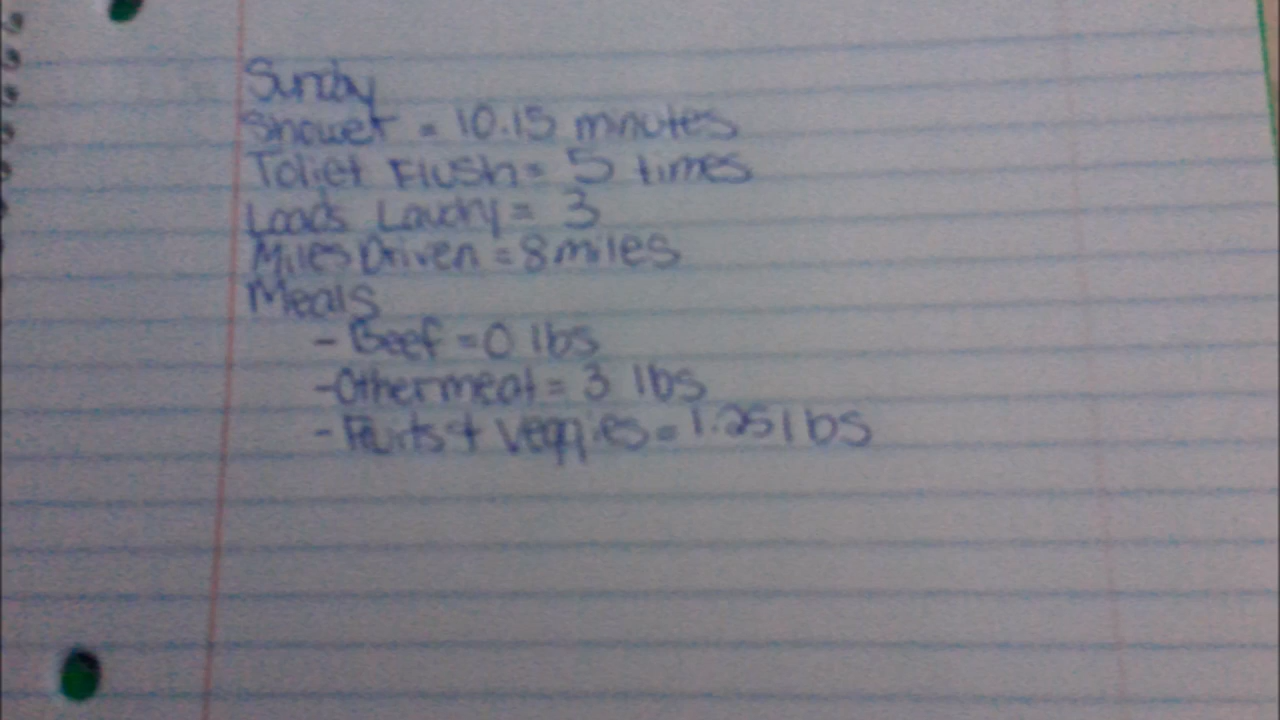 Sunday
Shower = 10.15 minutes
Toliet Flush = 5 times
Loads Laudry = 3
Miles Driven = 8 miles
Meals
- Beef = 0 lbs
- Other meat = 3 lbs
- Fruits + Veggies = 1.25 lbs